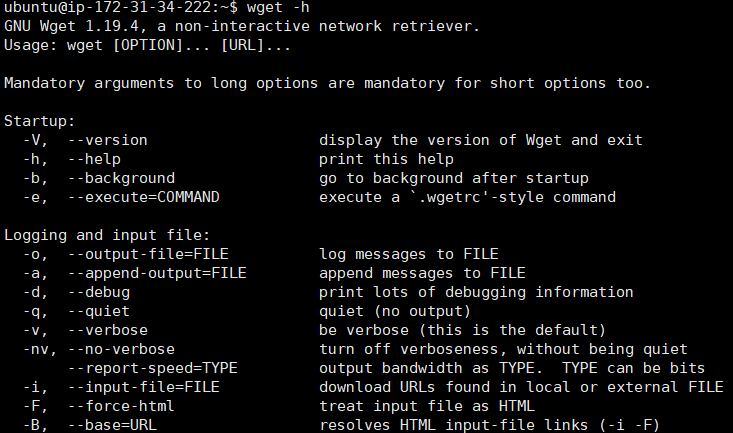 ubuntu@ip-172-31-34-222:~$ wget -h
GNU Wget 1.19.4, a non-interactive network retriever.
Usage: wget [OPTION]... [URL]...

Mandatory arguments to long options are mandatory for short options too.

Startup:
  -V,  --version                   display the version of Wget and exit
  -h,  --help                      print this help
  -b,  --background                go to background after startup
  -e,  --execute=COMMAND           execute a `.wgetrc'-style command

Logging and input file:
  -o,  --output-file=FILE          log messages to FILE
  -a,  --append-output=FILE        append messages to FILE
  -d,  --debug                     print lots of debugging information
  -q,  --quiet                     quiet (no output)
  -v,  --verbose                   be verbose (this is the default)
  -nv, --no-verbose                turn off verboseness, without being quiet
       --report-speed=TYPE         output bandwidth as TYPE.  TYPE can be bits
  -i,  --input-file=FILE           download URLs found in local or external FILE
  -F,  --force-html                treat input file as HTML
  -B,  --base=URL                  resolves HTML input-file links (-i -F)